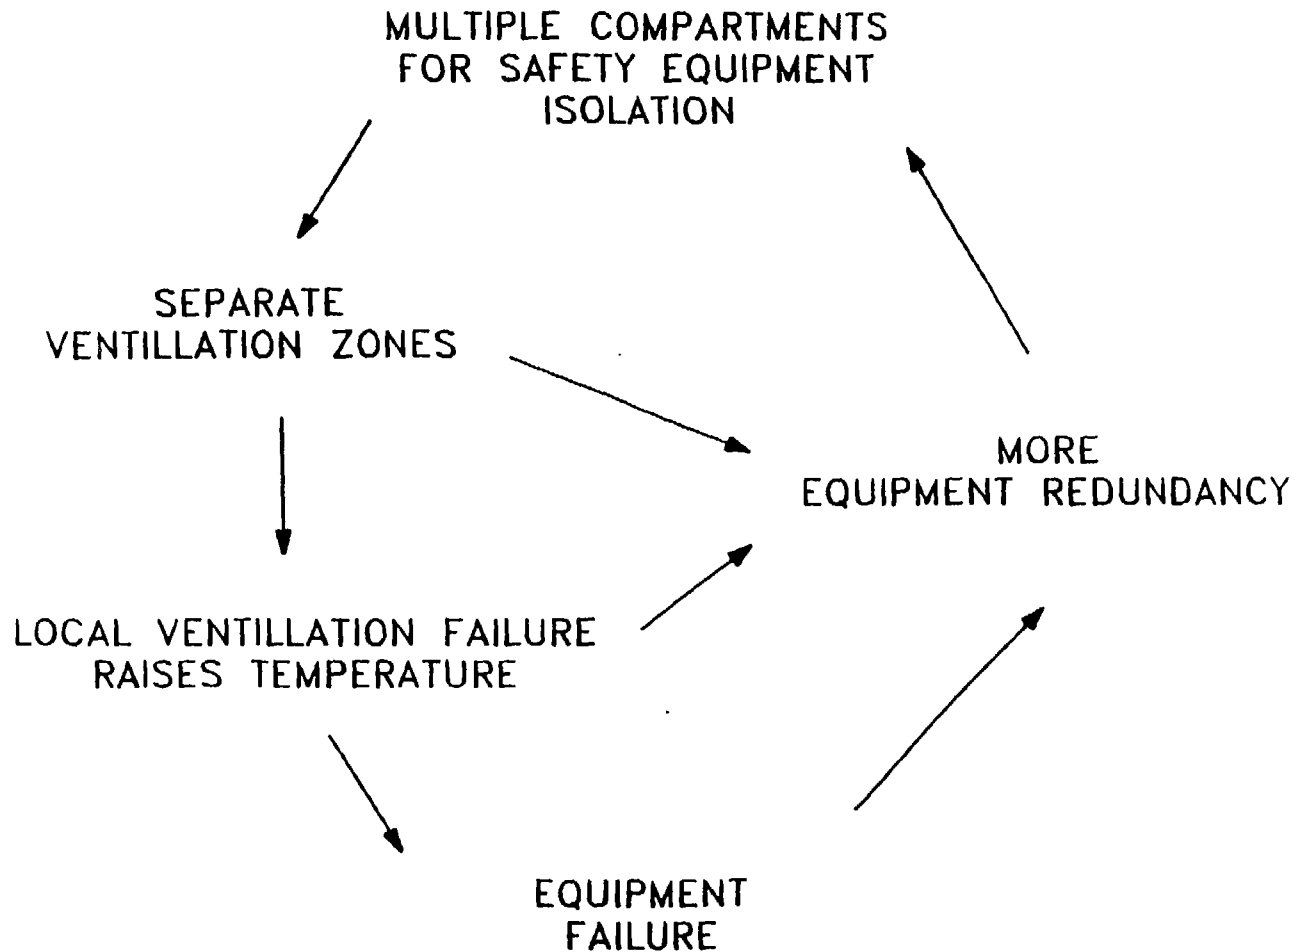 MULTIPLE COMPARTMENTS
FOR SAFETY EQUIPMENT
ISOLATION
SEPARATE
VENTILLATION ZONES
MORE
EQUIPMENT REDUNDANCY
LOCAL VENTILLATION FAILURE
RAISES TEMPERATURE
EQUIPMENT
FAILURE